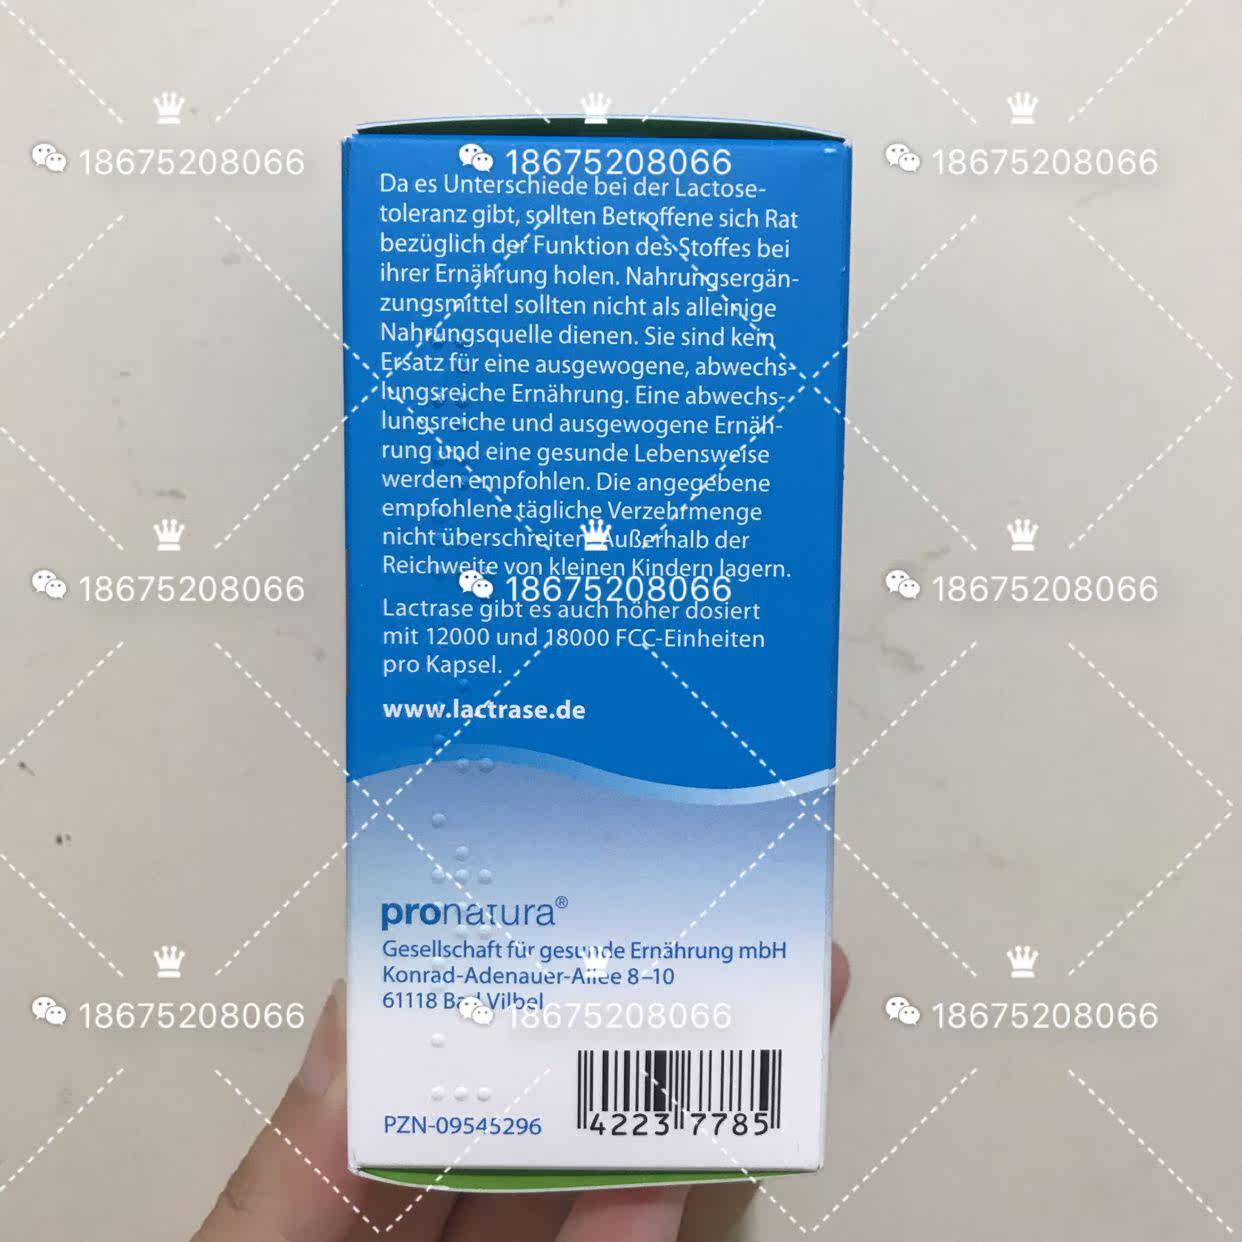 18675208066 18675208066 18675208066
Da es Unterschiede bei der Lactose-
toleranz gibt, sollten Betroffene sich Rat
bezüglich der Funktion des Stoffes bei
ihrer Ernährung holen. Nahrungsergän-
zungsmittel sollten nicht als alleinige
Nahrungsquelle dienen. Sie sind kein
Ersatz für eine ausgewogene, abwechs-
lungsreiche Ernährung. Eine abwechs-
lungsreiche und ausgewogene Ernäh-
rung und eine gesunde Lebensweise
werden empfohlen. Die angegebene
empfohlene tägliche Verzehrmenge
nicht überschreiten. Außerhalb der
Reichweite von kleinen Kindern lagern.
18675208066 18675208066 18675208066
Lactrase gibt es auch höher dosiert
mit 12000 und 18000 FCC-Einheiten
pro Kapsel.
www.lactrase.de
pronatura®
Gesellschaft für gesunde Ernährung mbH
Konrad-Adenauer-Allee 8–10
61118 Bad Vilbel
18675208066 18675208066 18675208066
PZN-09545296
4223 7785